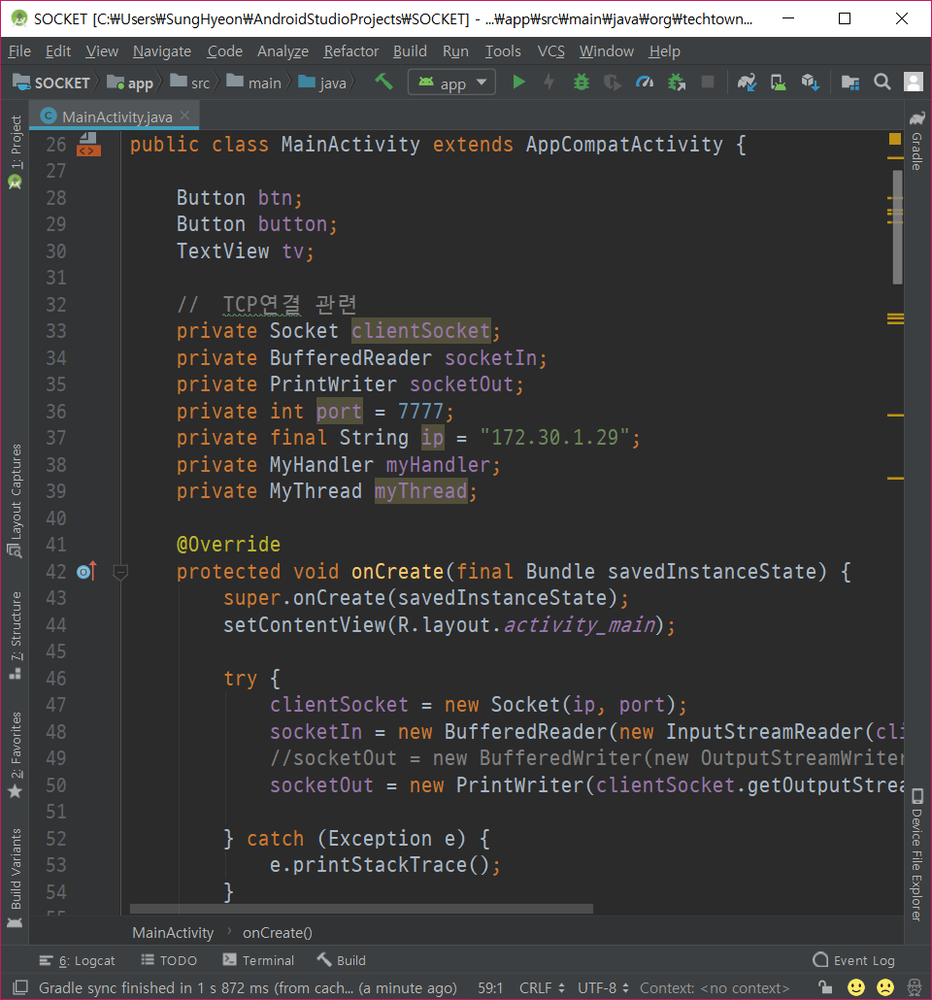 SOCKET [C:₩Users₩SungHyeon₩AndroidStudioProjects₩SOCKET] - ...₩app₩src₩main₩java₩org₩techtown...
File Edit View Navigate Code Analyze Refactor Build Run Tools VCS Window Help
SOCKET app src main java app
MainActivity.java
1: Project
Layout Captures
7: Structure
2: Favorites
Build Variants
26 public class MainActivity extends AppCompatActivity {
27
28 Button btn;
29 Button button;
30 TextView tv;
31
32 // TCP연결 관련
33 private Socket clientSocket;
34 private BufferedReader socketIn;
35 private PrintWriter socketOut;
36 private int port = 7777;
37 private final String ip = "172.30.1.29";
38 private MyHandler myHandler;
39 private MyThread myThread;
40
41 @Override
42 protected void onCreate(final Bundle savedInstanceState) {
43 super.onCreate(savedInstanceState);
44 setContentView(R.layout.activity_main);
45
46 try {
47 clientSocket = new Socket(ip, port);
48 socketIn = new BufferedReader(new InputStreamReader(cli
49 //socketOut = new BufferedWriter(new OutputStreamWriter
50 socketOut = new PrintWriter(clientSocket.getOutputStrea
51
52 } catch (Exception e) {
53 e.printStackTrace();
54 }
55
Gradle
Device File Explorer
MainActivity › onCreate()
6: Logcat TODO Terminal Build Event Log
Gradle sync finished in 1 s 872 ms (from cach... (a minute ago) 59:1 CRLF UTF-8 Context: <no context>